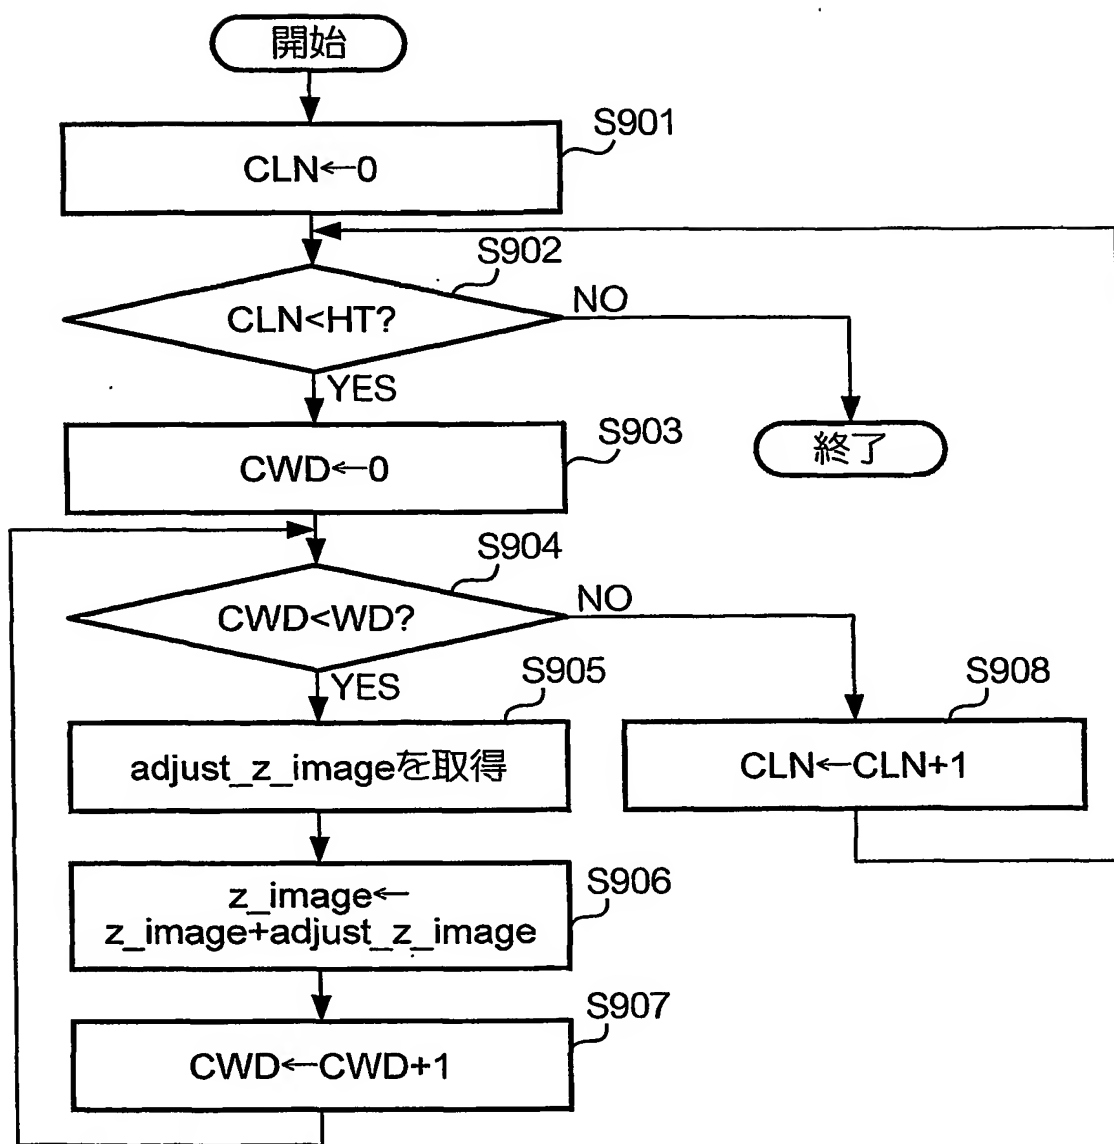 開始
S901
CLN←0
S902
CLN<HT?
NO
YES
S903
CWD←0
終了
S904
CWD<WD?
NO
YES
S905
adjust_z_imageを取得
S908
CLN←CLN+1
S906
z_image←
z_image+adjust_z_image
S907
CWD←CWD+1